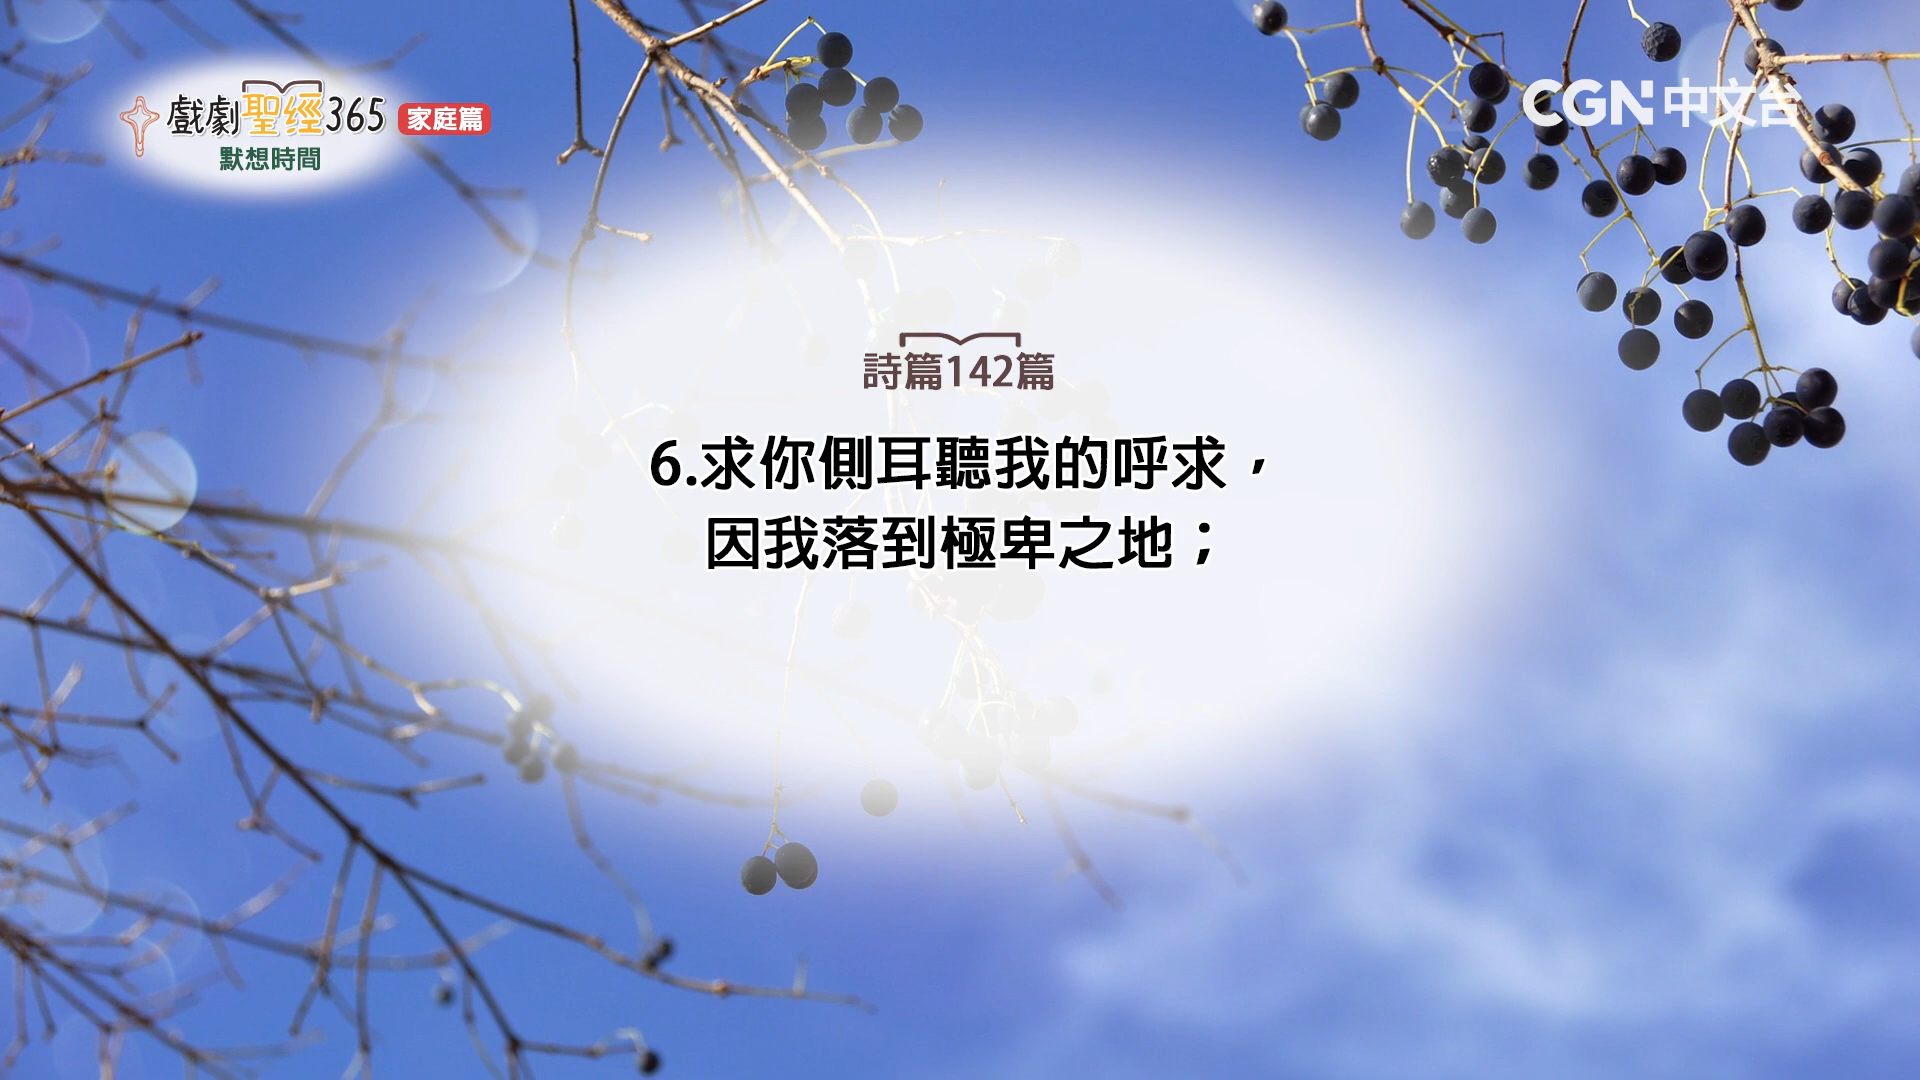 戲劇聖經365 家庭篇
默想時間
CGN中文台
詩篇142篇
6.求你側耳聽我的呼求，
因我落到極卑之地；